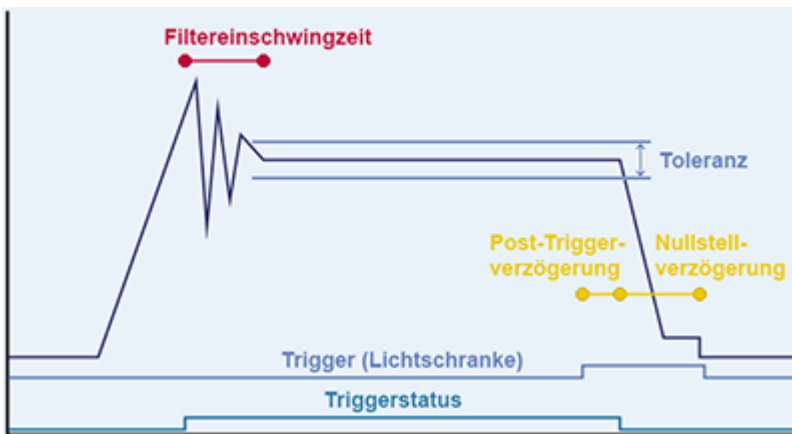 Filtereinschwingzeit
Toleranz
Post-Trigger-
verzögerung
Nullstell-
verzögerung
Trigger (Lichtschranke)
Triggerstatus